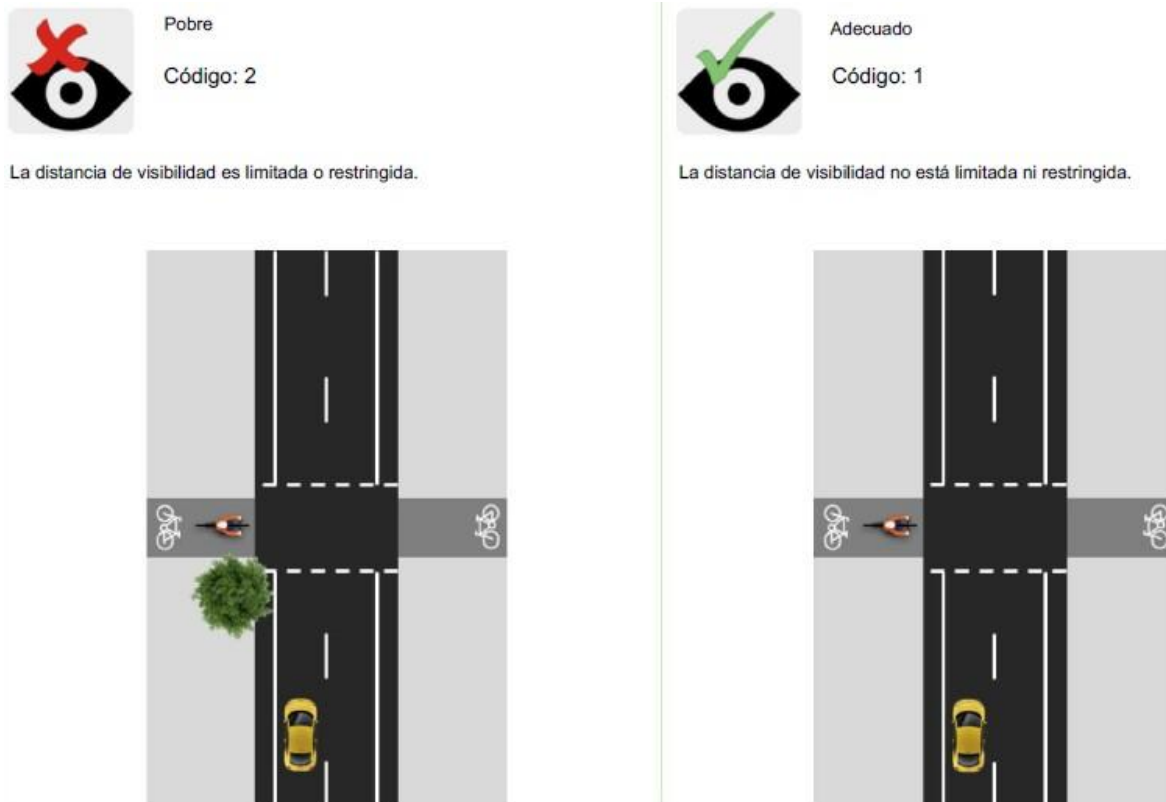 Pobre
Código: 2
La distancia de visibilidad es limitada o restringida.
Adecuado
Código: 1
La distancia de visibilidad no está limitada ni restringida.